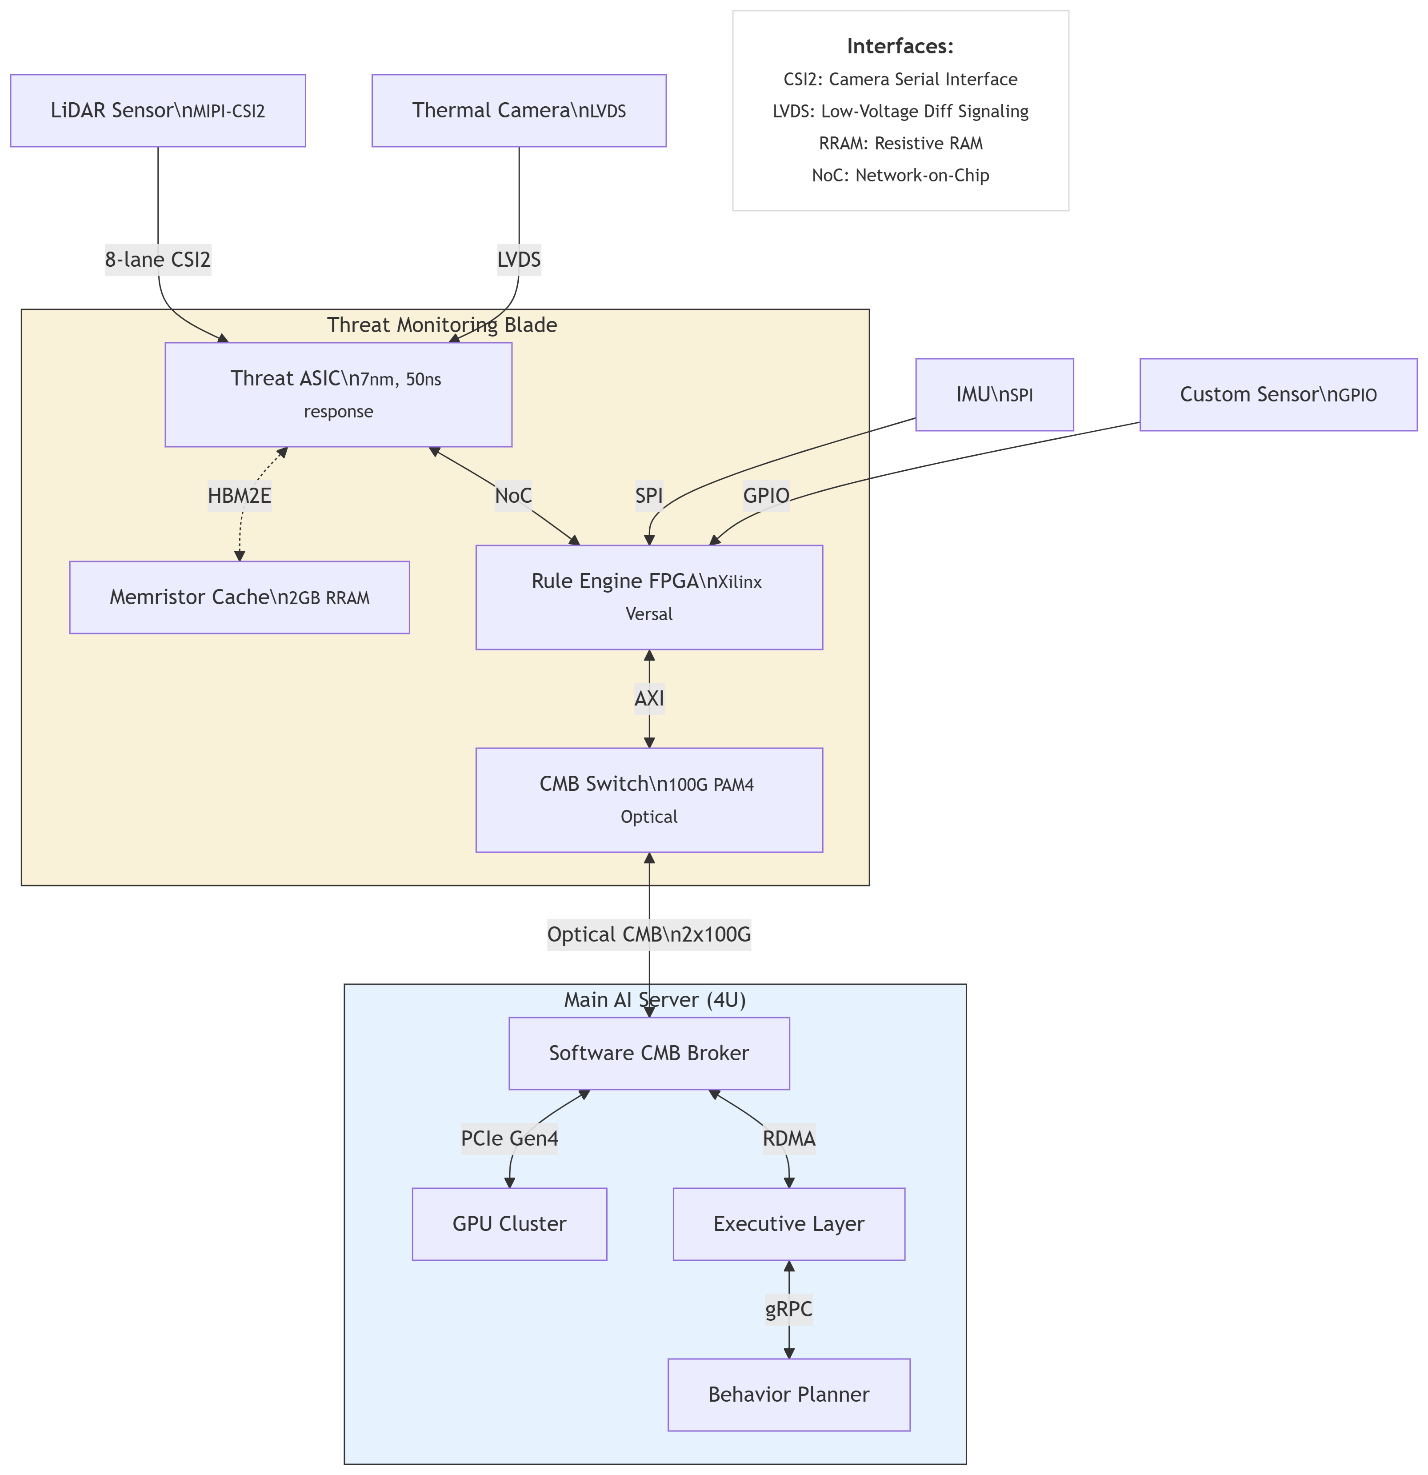 Interfaces:
CSI2: Camera Serial Interface
LVDS: Low-Voltage Diff Signaling
RRAM: Resistive RAM
NoC: Network-on-Chip
LiDAR Sensor\nMIPI-CSI2
Thermal Camera\nLVDS
8-lane CSI2
LVDS
Threat Monitoring Blade
Threat ASIC\n7nm, 50ns
response
IMU\nSPI
Custom Sensor\nGPIO
HBM2E
NoC
SPI
GPIO
Memristor Cache\n2GB RRAM
Rule Engine FPGA\nXilinx
Versal
AXI
CMB Switch\n100G PAM4
Optical
Optical CMB\n2x100G
Main AI Server (4U)
Software CMB Broker
PCIe Gen4
RDMA
GPU Cluster
Executive Layer
gRPC
Behavior Planner